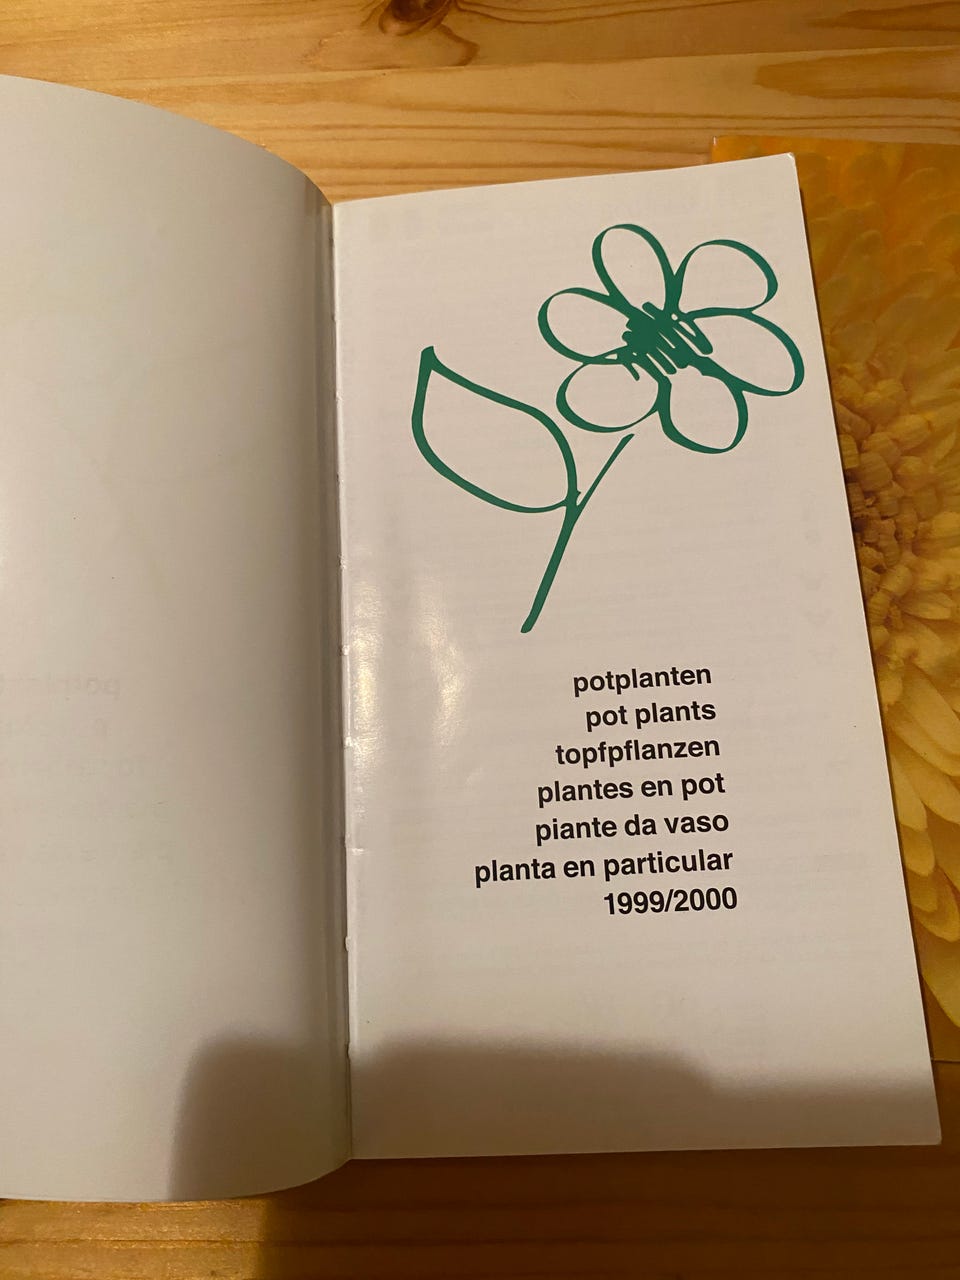 potplanten
pot plants
topfpflanzen
plantes en pot
piante da vaso
planta en particular
1999/2000